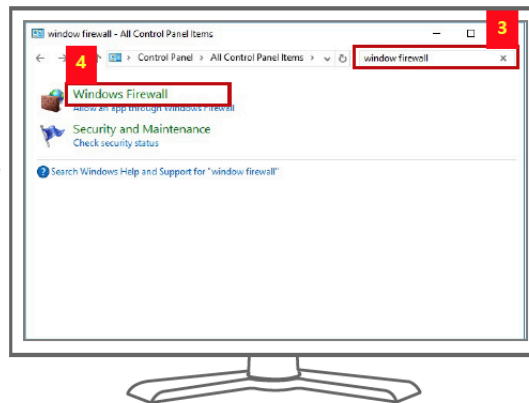 window firewall - All Control Panel Items
3
4
Control Panel > All Control Panel Items >
window firewall
Windows Firewall
Allow an app through Windows Firewall
Security and Maintenance
Check security status
Search Windows Help and Support for "window firewall"